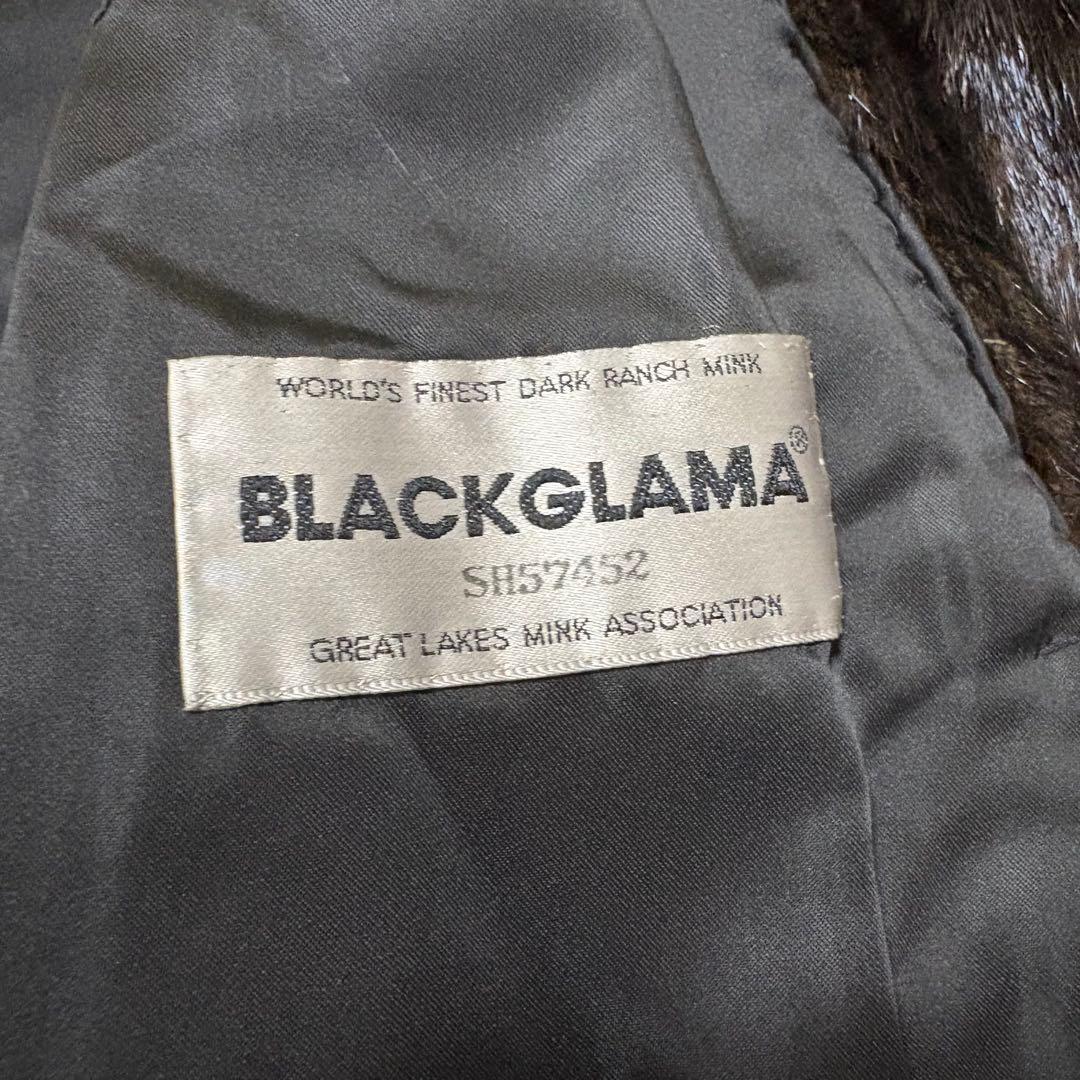 WORLD'S FINEST DARK RANCH MINK
BLACKGLAMA®
SH57452
GREAT LAKES MINK ASSOCIATION